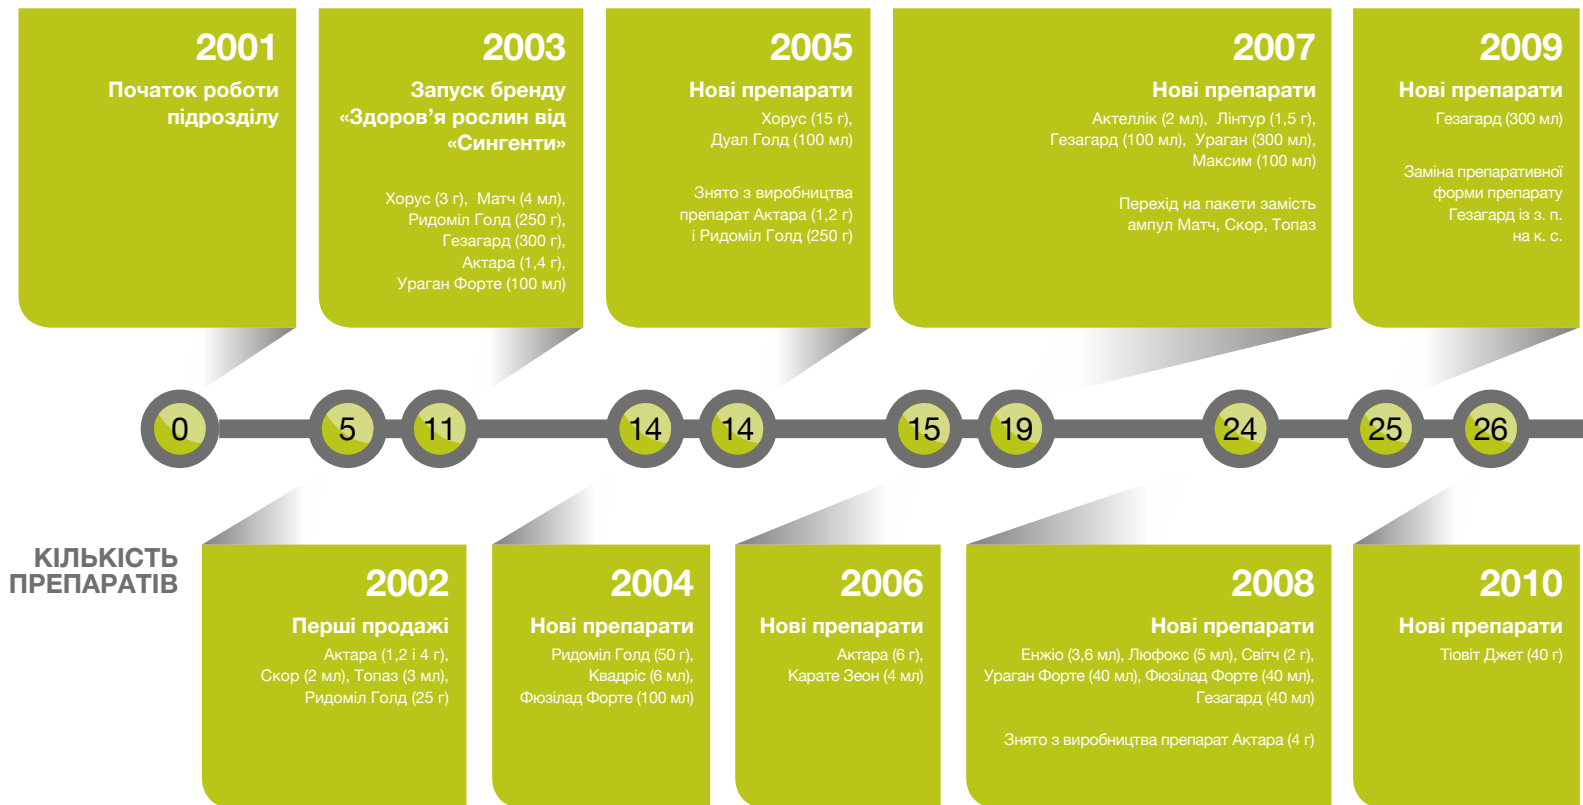 2001
Початок роботи
підрозділу
2003
Запуск бренду
«Здоров’я рослин від
«Сингенти»
Хорус (3 г), Матч (4 мл),
Ридоміл Голд (250 г),
Гезагард (300 г),
Актара (1,4 г),
Ураган Форте (100 мл)
2005
Нові препарати
Хорус (15 г),
Дуал Голд (100 мл)
Знято з виробництва
препарат Актара (1,2 г)
і Ридоміл Голд (250 г)
2007
Нові препарати
Актеллік (2 мл), Лінтур (1,5 г),
Гезагард (100 мл), Ураган (300 мл),
Максим (100 мл)
Перехід на пакети замість
ампул Матч, Скор, Топаз
2009
Нові препарати
Гезагард (300 мл)
Заміна препаративної
форми препарату
Гезагард із з. п.
на к. с.
0 5 11 14 14 15 19 24 25 26
КІЛЬКІСТЬ
ПРЕПАРАТІВ
2002
Перші продажі
Актара (1,2 і 4 г),
Скор (2 мл), Топаз (3 мл),
Ридоміл Голд (25 г)
2004
Нові препарати
Ридоміл Голд (50 г),
Квадріс (6 мл),
Фюзілад Форте (100 мл)
2006
Нові препарати
Актара (6 г),
Карате Зеон (4 мл)
2008
Нові препарати
Енжіо (3,6 мл), Люфокс (5 мл), Світч (2 г),
Ураган Форте (40 мл), Фюзілад Форте (40 мл),
Гезагард (40 мл)
Знято з виробництва препарат Актара (4 г)
2010
Нові препарати
Тіовіт Джет (40 г)